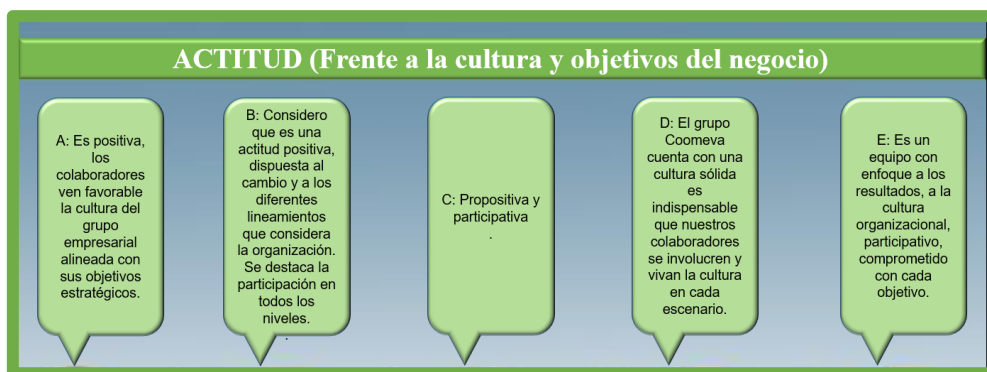 ACTITUD (Frente a la cultura y objetivos del negocio)
A: Es positiva,
los
colaboradores
ven favorable
la cultura del
grupo
empresarial
alineada con
sus objetivos
estratégicos.
B: Considero
que es una
actitud positiva,
dispuesta al
cambio y a los
diferentes
lineamientos
que considera
la organización.
Se destaca la
participación en
todos los
niveles.
.
C: Propositiva y
participativa
.
D: El grupo
Coomeva
cuenta con una
cultura sólida
es
indispensable
que nuestros
colaboradores
se involucren y
vivan la cultura
en cada
escenario.
E: Es un
equipo con
enfoque a los
resultados, a la
cultura
organizacional,
participativo,
comprometido
con cada
objetivo.